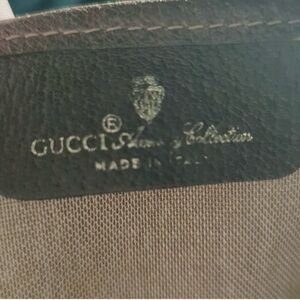 ®
GUCCI Accessory Collection
MADE IN ITALY